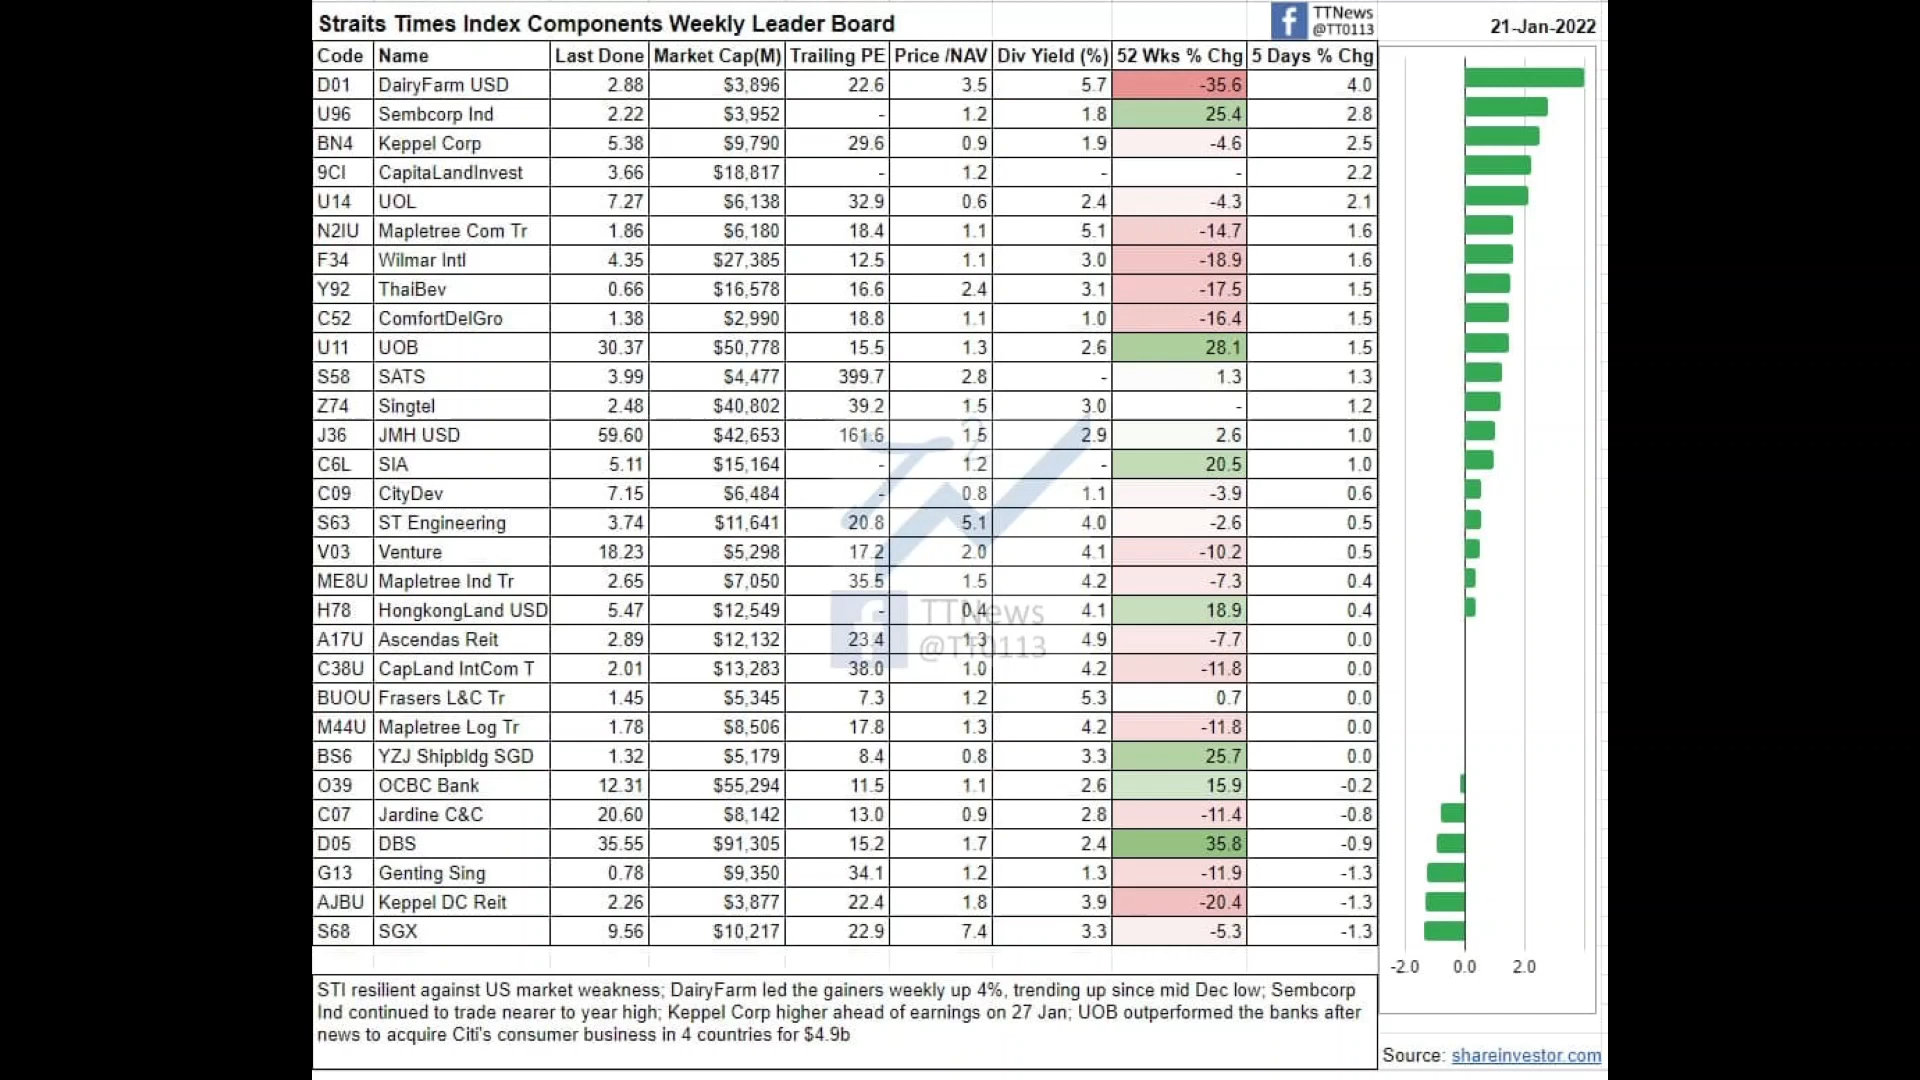 Straits Times Index Components Weekly Leader Board
TTNews
@TT0113
21-Jan-2022
Code Name Last Done Market Cap(M) Trailing PE Price /NAV Div Yield (%) 52 Wks % Chg 5 Days % Chg
D01 DairyFarm USD 2.88 $3,896 22.6 3.5 5.7 -35.6 4.0
U96 Sembcorp Ind 2.22 $3,952 - 1.2 1.8 25.4 2.8
BN4 Keppel Corp 5.38 $9,790 29.6 0.9 1.9 -4.6 2.5
9CI CapitaLandInvest 3.66 $18,817 - 1.2 - - 2.2
U14 UOL 7.27 $6,138 32.9 0.6 2.4 -4.3 2.1
N2IU Mapletree Com Tr 1.86 $6,180 18.4 1.1 5.1 -14.7 1.6
F34 Wilmar Intl 4.35 $27,385 12.5 1.1 3.0 -18.9 1.6
Y92 ThaiBev 0.66 $16,578 16.6 2.4 3.1 -17.5 1.5
C52 ComfortDelGro 1.38 $2,990 18.8 1.1 1.0 -16.4 1.5
U11 UOB 30.37 $50,778 15.5 1.3 2.6 28.1 1.5
S58 SATS 3.99 $4,477 399.7 2.8 - 1.3 1.3
Z74 Singtel 2.48 $40,802 39.2 1.5 3.0 - 1.2
J36 JMH USD 59.60 $42,653 161.6 1.5 2.9 2.6 1.0
C6L SIA 5.11 $15,164 - 1.2 - 20.5 1.0
C09 CityDev 7.15 $6,484 - 0.8 1.1 -3.9 0.6
S63 ST Engineering 3.74 $11,641 20.8 5.1 4.0 -2.6 0.5
V03 Venture 18.23 $5,298 17.2 2.0 4.1 -10.2 0.5
ME8U Mapletree Ind Tr 2.65 $7,050 35.5 1.5 4.2 -7.3 0.4
H78 HongkongLand USD 5.47 $12,549 - 0.4 4.1 18.9 0.4
A17U Ascendas Reit 2.89 $12,132 23.4 1.3 4.9 -7.7 0.0
C38U CapLand IntCom T 2.01 $13,283 38.0 1.0 4.2 -11.8 0.0
BUOU Frasers L&C Tr 1.45 $5,345 7.3 1.2 5.3 0.7 0.0
M44U Mapletree Log Tr 1.78 $8,506 17.8 1.3 4.2 -11.8 0.0
BS6 YZJ Shipbldg SGD 1.32 $5,179 8.4 0.8 3.3 25.7 0.0
O39 OCBC Bank 12.31 $55,294 11.5 1.1 2.6 15.9 -0.2
C07 Jardine C&C 20.60 $8,142 13.0 0.9 2.8 -11.4 -0.8
D05 DBS 35.55 $91,305 15.2 1.7 2.4 35.8 -0.9
G13 Genting Sing 0.78 $9,350 34.1 1.2 1.3 -11.9 -1.3
AJBU Keppel DC Reit 2.26 $3,877 22.4 1.8 3.9 -20.4 -1.3
S68 SGX 9.56 $10,217 22.9 7.4 3.3 -5.3 -1.3
T2N
TTNews
@TT0113
-2.0 0.0 2.0
STI resilient against US market weakness; DairyFarm led the gainers weekly up 4%, trending up since mid Dec low; Sembcorp
Ind continued to trade nearer to year high; Keppel Corp higher ahead of earnings on 27 Jan; UOB outperformed the banks after
news to acquire Citi's consumer business in 4 countries for $4.9b
Source: shareinvestor.com